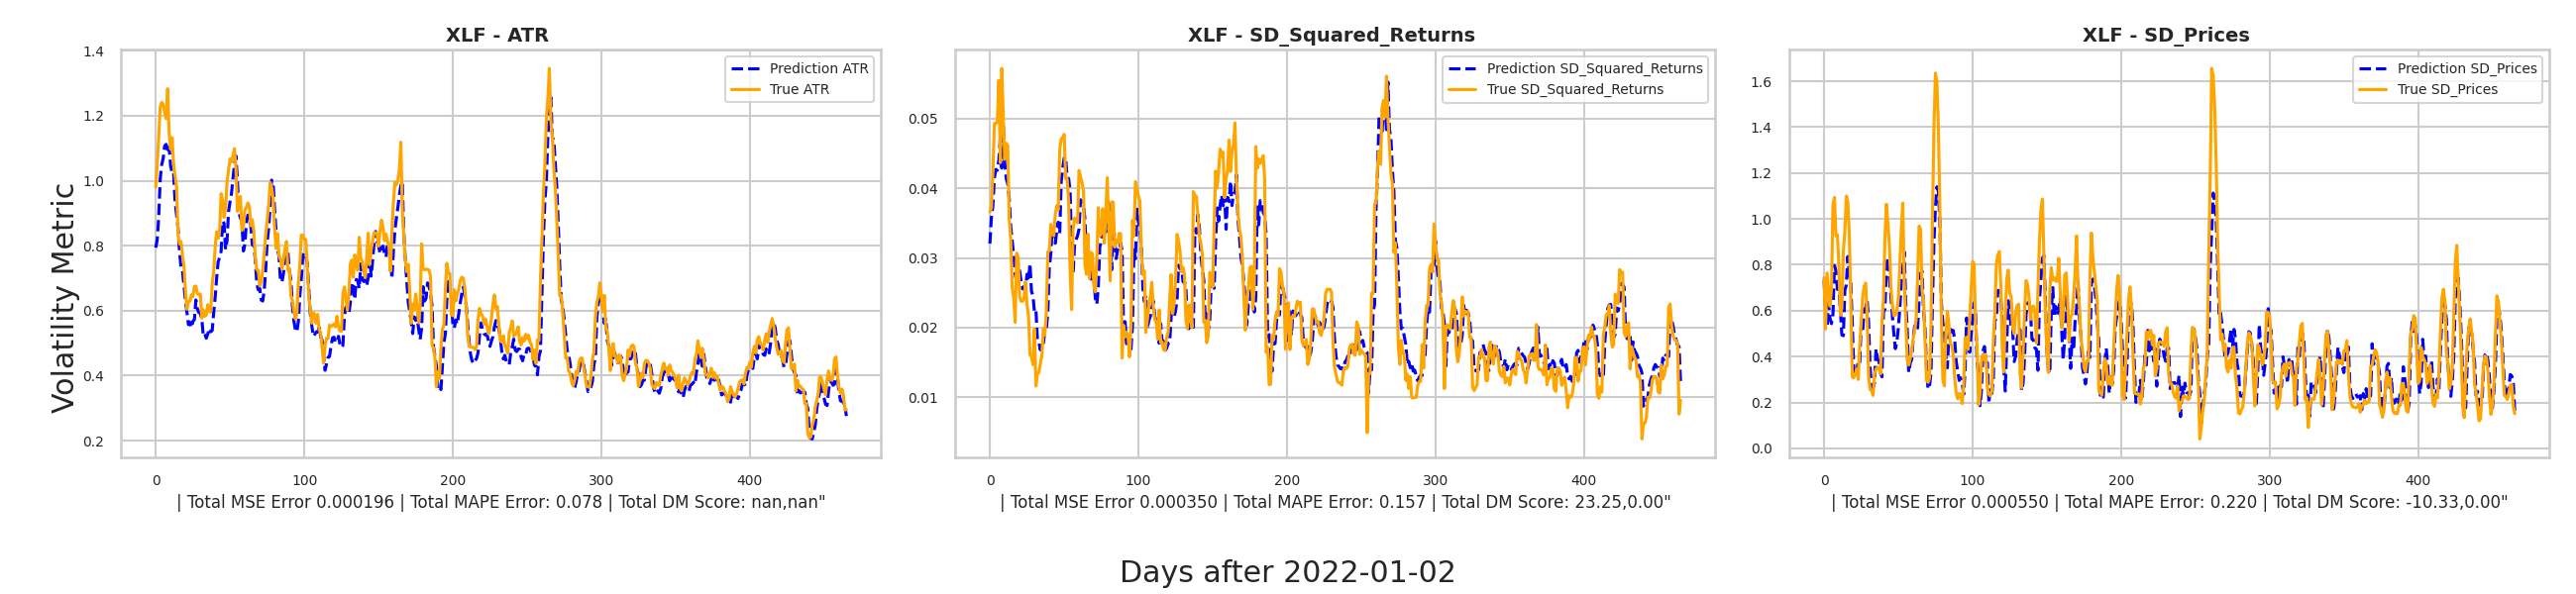 XLF - ATR
Volatility Metric
1.4
1.2
1.0
0.8
0.6
0.4
0.2
Prediction ATR
True ATR
0 100 200 300 400
| Total MSE Error 0.000196 | Total MAPE Error: 0.078 | Total DM Score: nan,nan"
XLF - SD_Squared_Returns
0.05
0.04
0.03
0.02
0.01
Prediction SD_Squared_Returns
True SD_Squared_Returns
0 100 200 300 400
| Total MSE Error 0.000350 | Total MAPE Error: 0.157 | Total DM Score: 23.25,0.00"
XLF - SD_Prices
1.6
1.4
1.2
1.0
0.8
0.6
0.4
0.2
0.0
Prediction SD_Prices
True SD_Prices
0 100 200 300 400
| Total MSE Error 0.000550 | Total MAPE Error: 0.220 | Total DM Score: -10.33,0.00"
Days after 2022-01-02